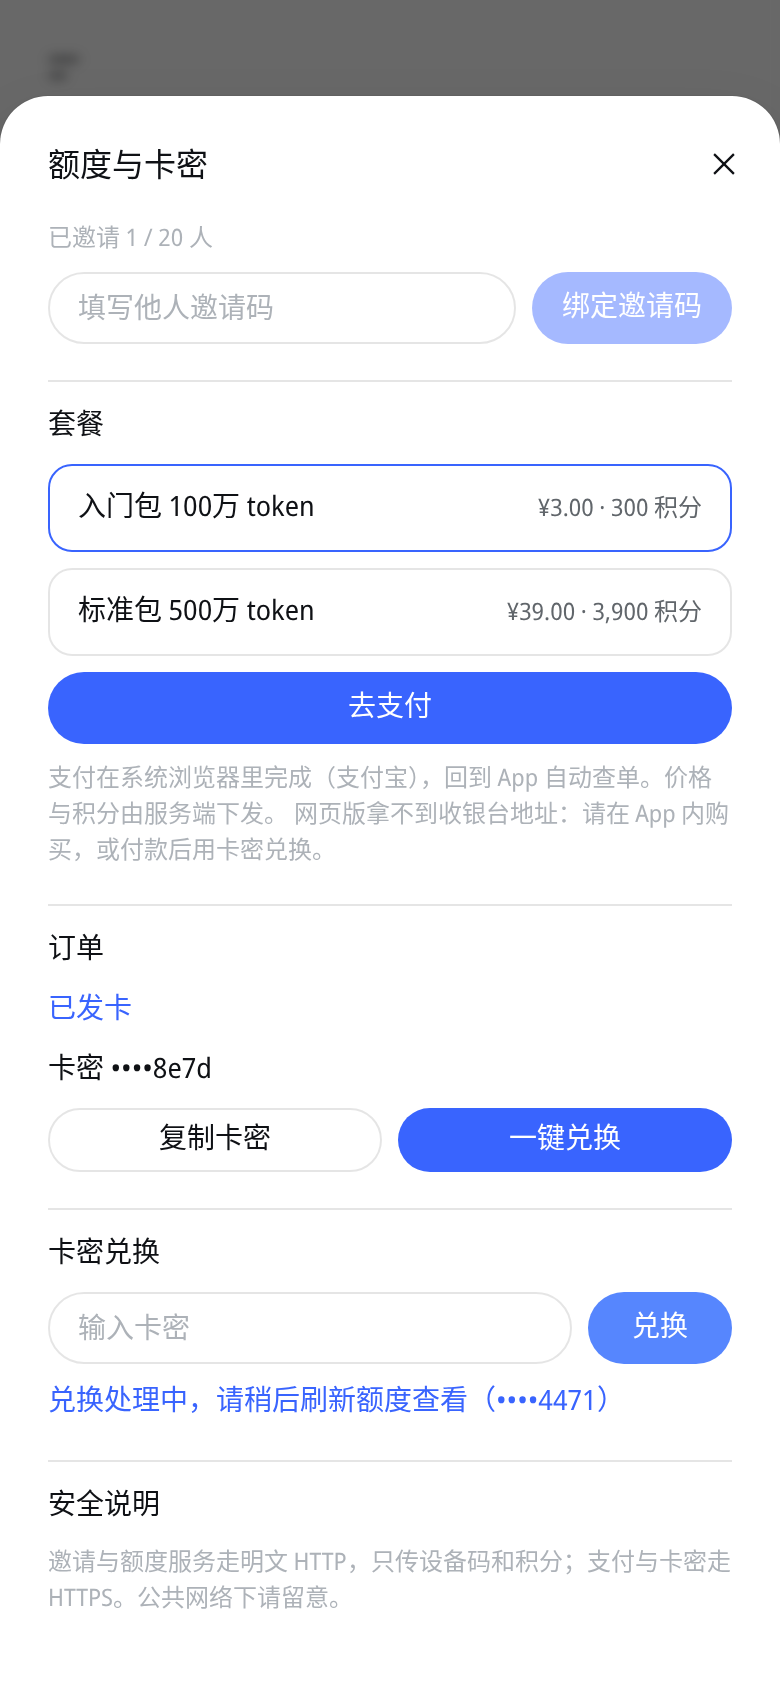 额度与卡密
已邀请 1 / 20 人
填写他人邀请码
绑定邀请码
套餐
入门包 100万 token
¥3.00 · 300 积分
标准包 500万 token
¥39.00 · 3,900 积分
去支付
支付在系统浏览器里完成（支付宝），回到 App 自动查单。价格
与积分由服务端下发。 网页版拿不到收银台地址：请在 App 内购
买，或付款后用卡密兑换。
订单
已发卡
卡密 ••••8e7d
复制卡密
一键兑换
卡密兑换
输入卡密
兑换
兑换处理中，请稍后刷新额度查看（••••4471）
安全说明
邀请与额度服务走明文 HTTP，只传设备码和积分；支付与卡密走
HTTPS。公共网络下请留意。